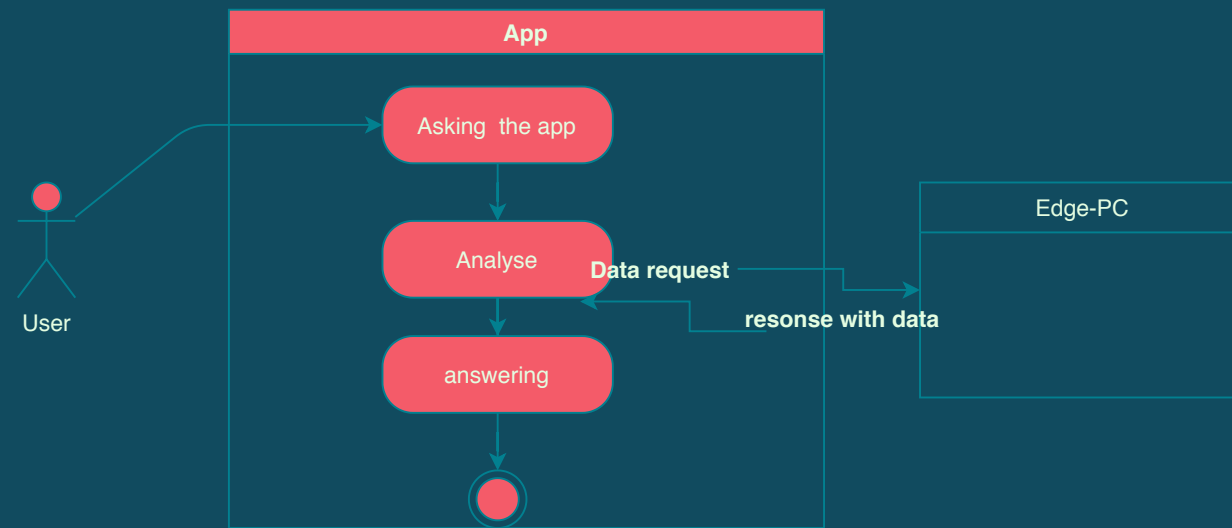 App
Asking  the app
Edge-PC
Analyse
Data request
resonse with data
User
answering